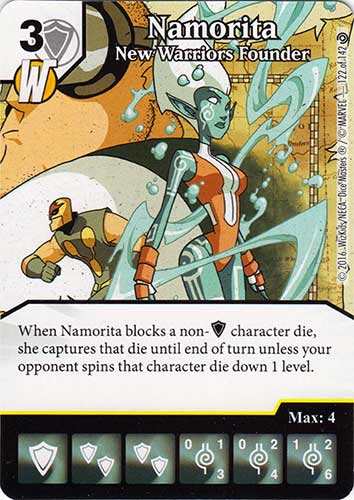 3
W
Namorita
New Warriors Founder
122 of 142
© MARVEL
© 2016 WizKids/NECA - Dice Masters ®/
When Namorita blocks a non- character die,
she captures that die until end of turn unless your
opponent spins that character die down 1 level.
Max: 4
0 1 3
0 2 4
1 2 6